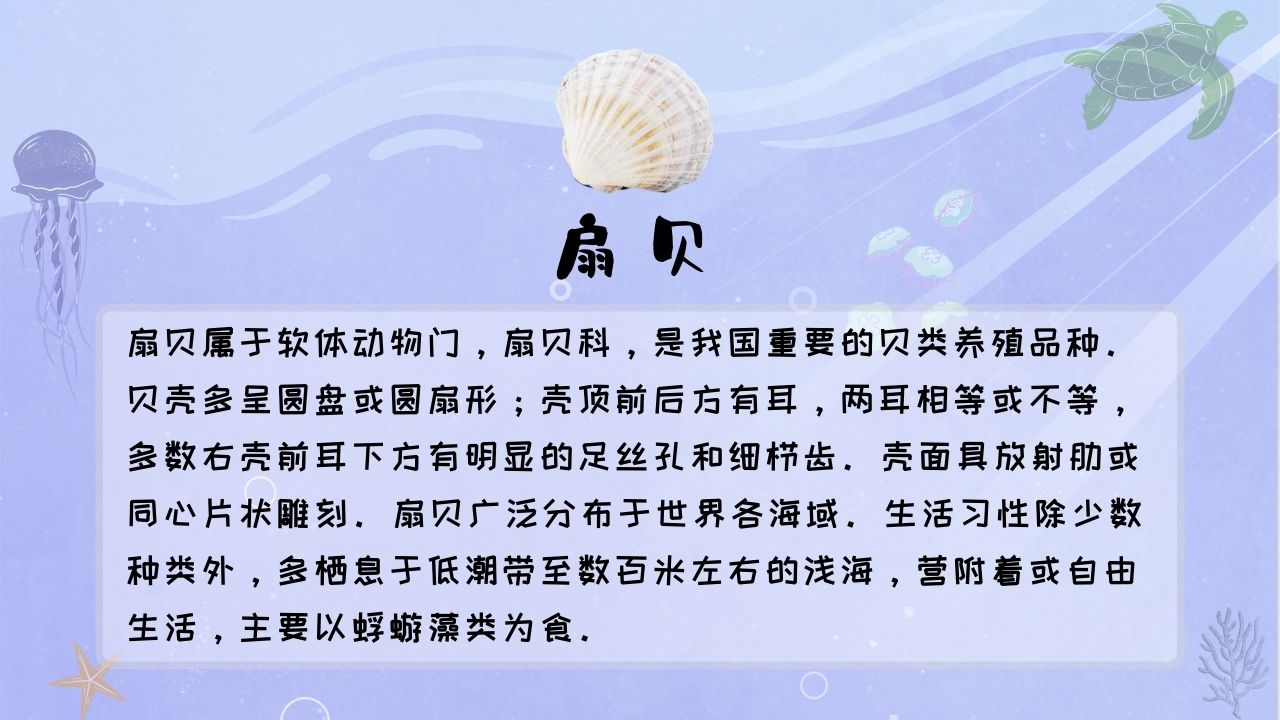 扇贝
扇贝属于软体动物门，扇贝科，是我国重要的贝类养殖品种.
贝壳多呈圆盘或圆扇形；壳顶前后方有耳，两耳相等或不等，
多数右壳前耳下方有明显的足丝孔和细栉齿. 壳面具放射肋或
同心片状雕刻. 扇贝广泛分布于世界各海域. 生活习性除少数
种类外，多栖息于低潮带至数百米左右的浅海，营附着或自由
生活，主要以蜉蝣藻类为食.